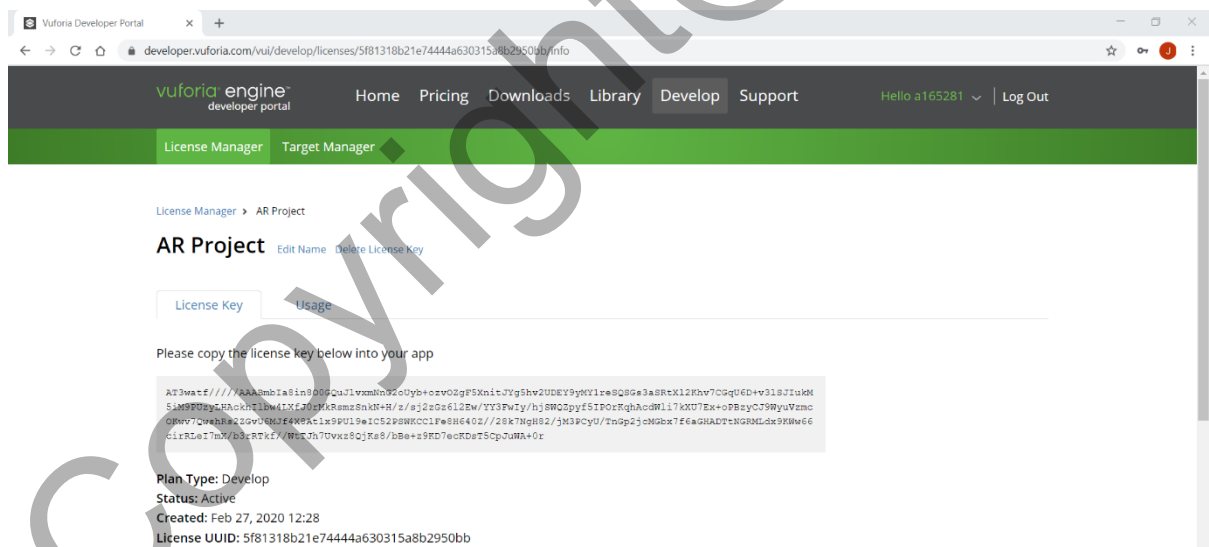 Vuforia Developer Portal
developer.vuforia.com/vui/develop/licenses/5f81318b21e74444a630315a8b2950bb/info
vuforia engine™ developer portal
Home Pricing Downloads Library Develop Support Hello a165281 | Log Out
License Manager Target Manager
License Manager > AR Project
AR Project Edit Name Delete License Key
License Key Usage
Please copy the license key below into your app
Plan Type: Develop
Status: Active
Created: Feb 27, 2020 12:28
License UUID: 5f81318b21e74444a630315a8b2950bb
Copyright